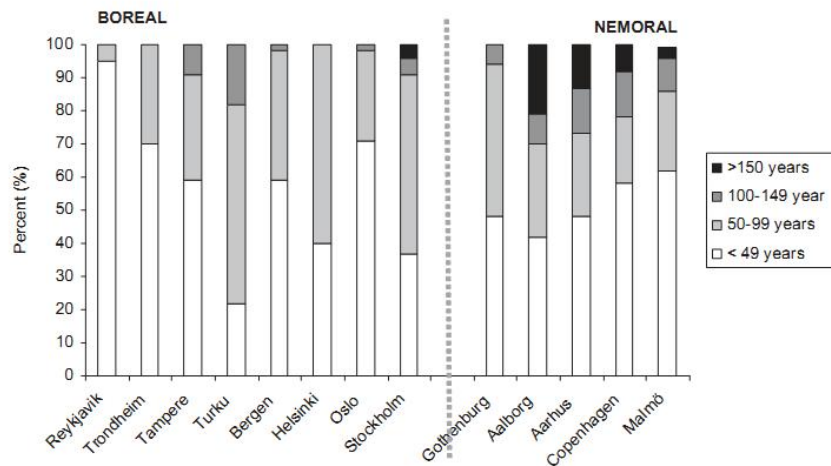 BOREAL
NEMORAL
Percent (%)
100
90
80
70
60
50
40
30
20
10
0
Reykjavik
Trondheim
Tampere
Turku
Bergen
Helsinki
Oslo
Stockholm
Gothenburg
Aalborg
Aarhus
Copenhagen
Malmö
>150 years
100-149 year
50-99 years
< 49 years